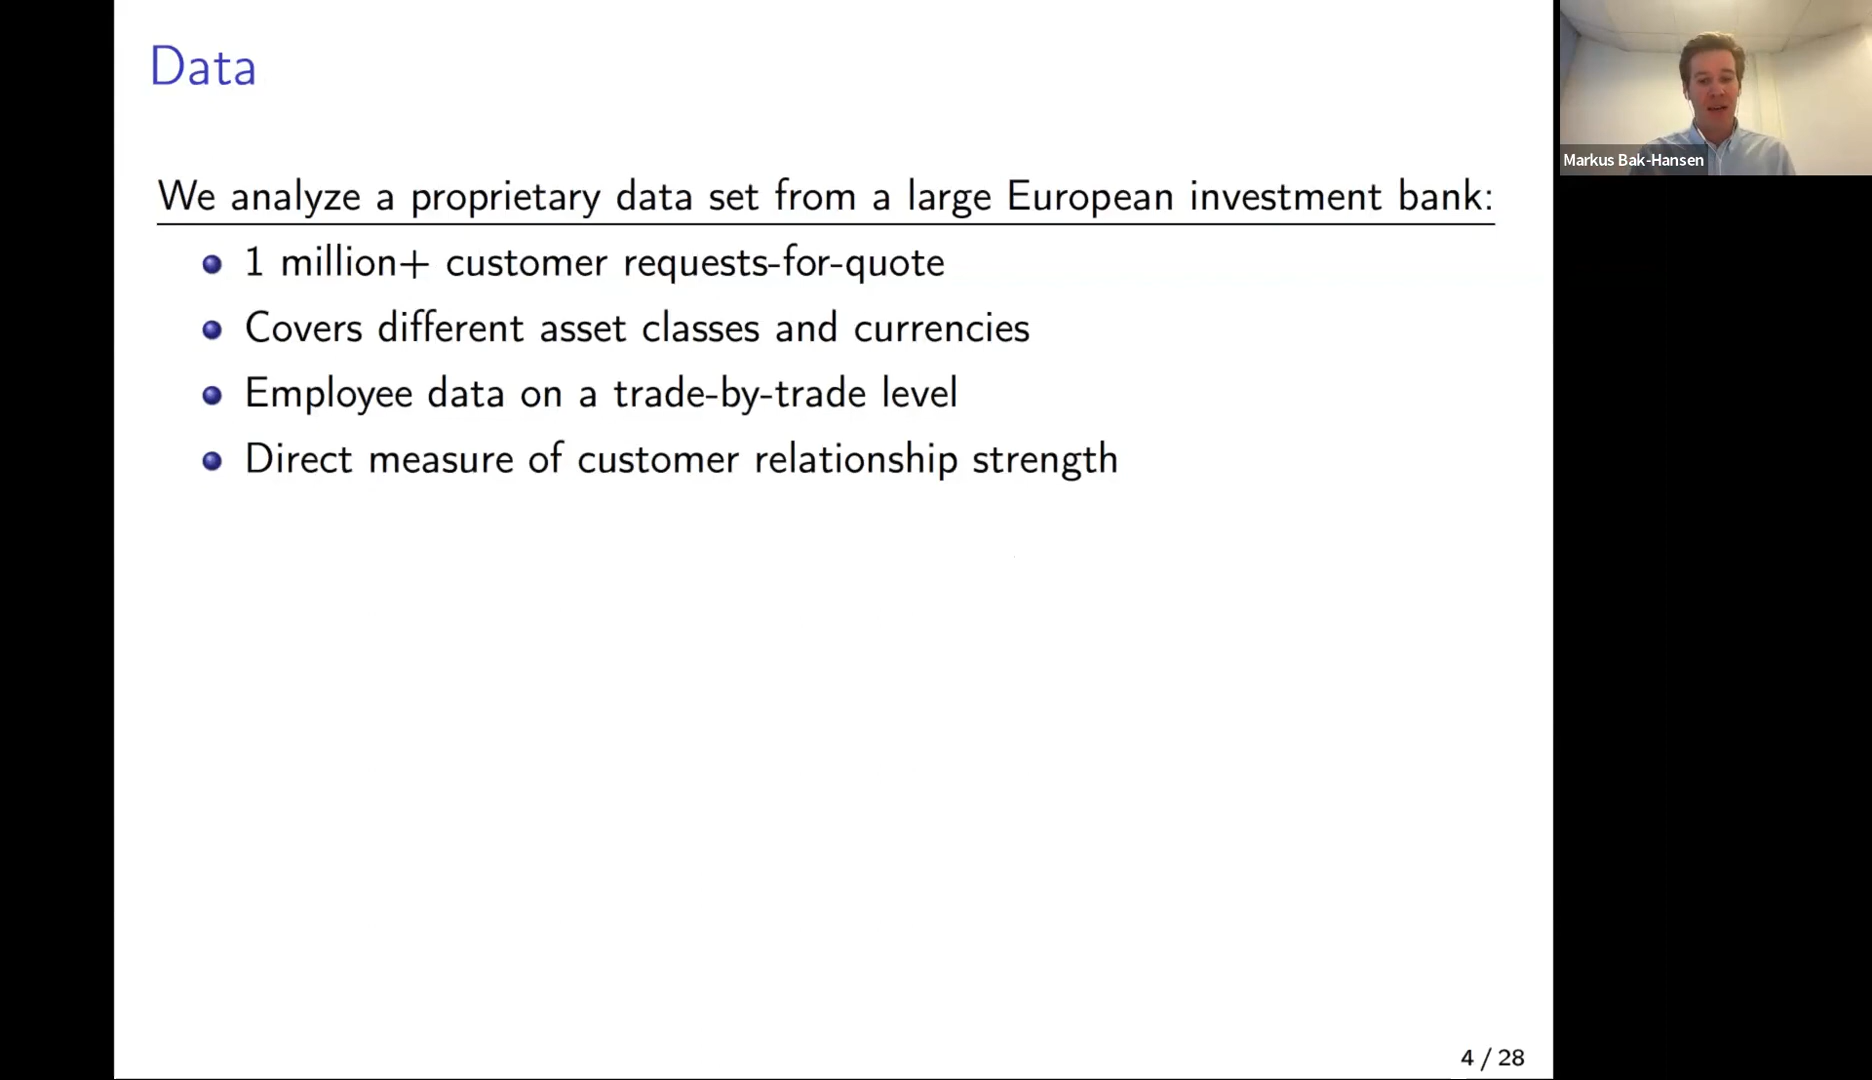 Data
We analyze a proprietary data set from a large European investment bank:
1 million+ customer requests-for-quote
Covers different asset classes and currencies
Employee data on a trade-by-trade level
Direct measure of customer relationship strength
4 / 28
Markus Bak-Hansen